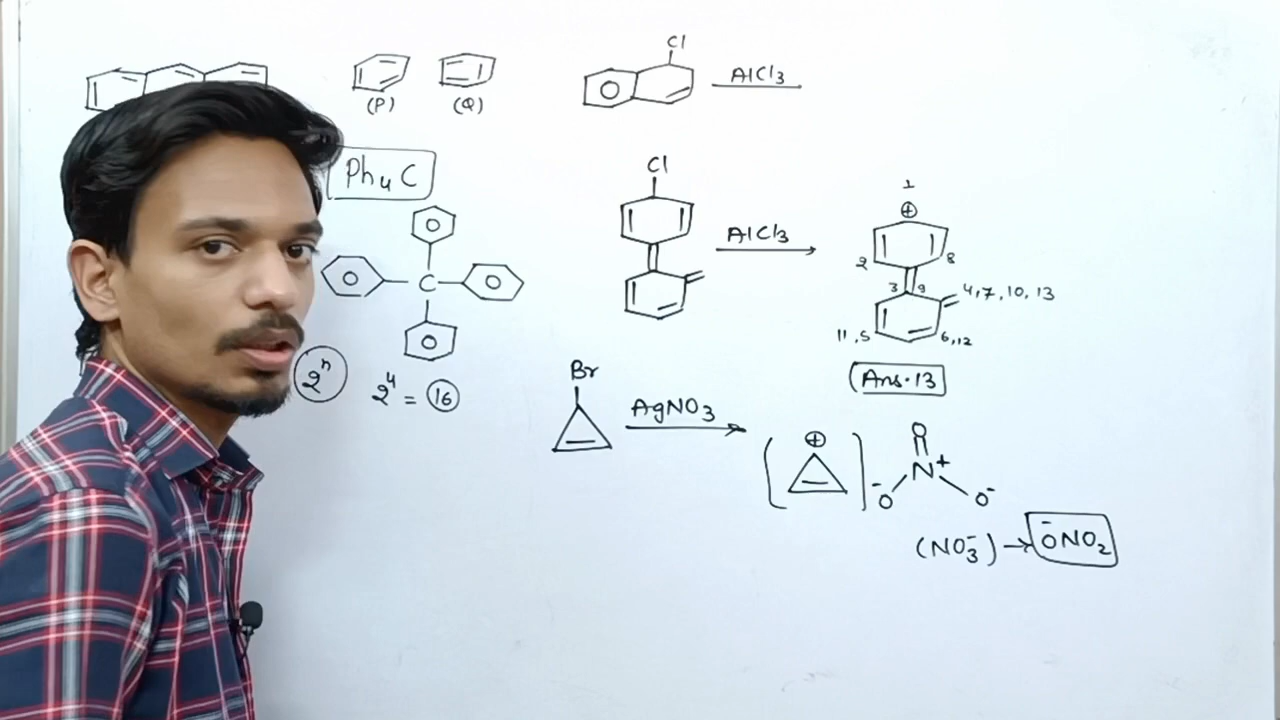 (P)
(Q)
Cl
AlCl3
Ph4C
C
2^n
2^4 = 16
Cl
AlCl3
1
⊕
2
8
3
9
4,7,10,13
11,5
6,12
Ans.13
Br
AgNO3
⊕
O
N+
-O
O-
(NO3-) → ŌNO2